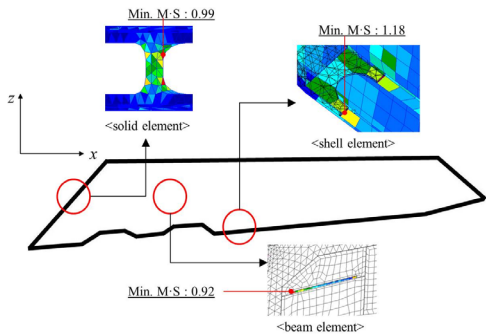 Min. M·S : 0.99
Min. M·S : 1.18
<solid element>
<shell element>
z
x
Min. M·S : 0.92
<beam element>